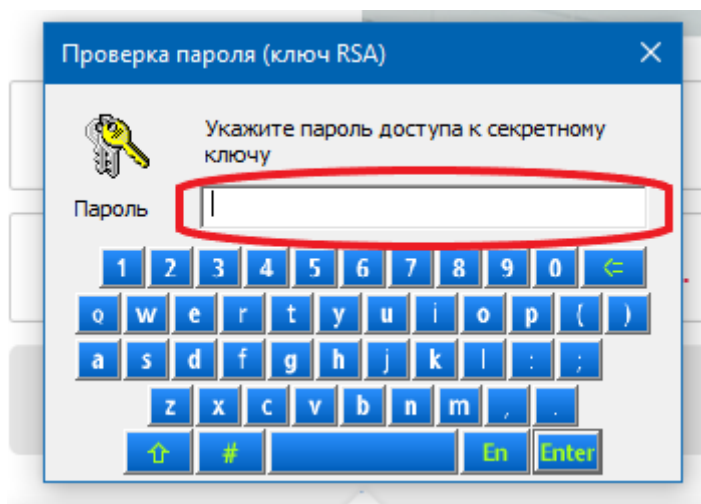 Проверка пароля (ключ RSA)
Укажите пароль доступа к секретному
ключу
Пароль
1 2 3 4 5 6 7 8 9 0 <=
q w e r t y u i o p ( )
a s d f g h j k l : ;
z x c v b n m , .
⇧ # En Enter